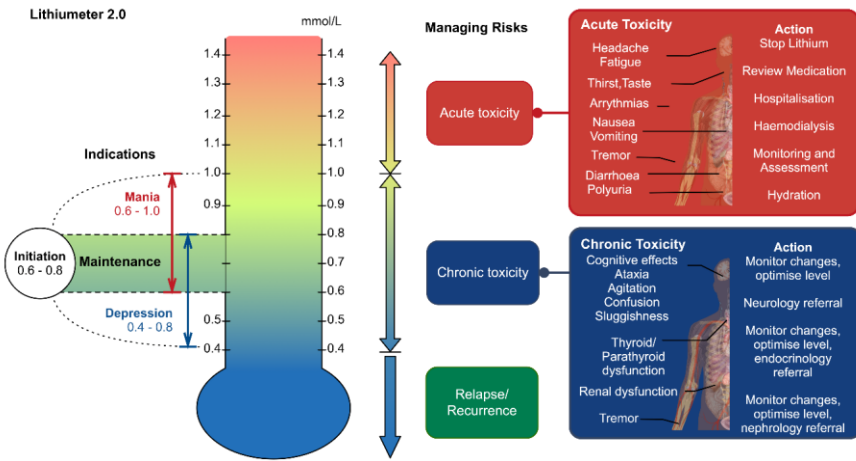 Lithiumeter 2.0
mmol/L
1.4
1.3
1.2
1.1
1.0
0.9
0.8
0.7
0.6
0.5
0.4
1.4
1.3
1.2
1.1
1.0
0.9
0.8
0.7
0.6
0.5
0.4
Indications
Mania
0.6 - 1.0
Initiation
0.6 - 0.8
Maintenance
Depression
0.4 - 0.8
Managing Risks
Acute toxicity
Chronic toxicity
Relapse/
Recurrence
Acute Toxicity
Headache
Fatigue
Thirst,Taste
Arrythmias
Nausea
Vomiting
Tremor
Diarrhoea
Polyuria
Action
Stop Lithium
Review Medication
Hospitalisation
Haemodialysis
Monitoring and
Assessment
Hydration
Chronic Toxicity
Cognitive effects
Ataxia
Agitation
Confusion
Sluggishness
Thyroid/
Parathyroid
dysfunction
Renal dysfunction
Tremor
Action
Monitor changes,
optimise level
Neurology referral
Monitor changes,
optimise level,
endocrinology
referral
Monitor changes,
optimise level,
nephrology referral